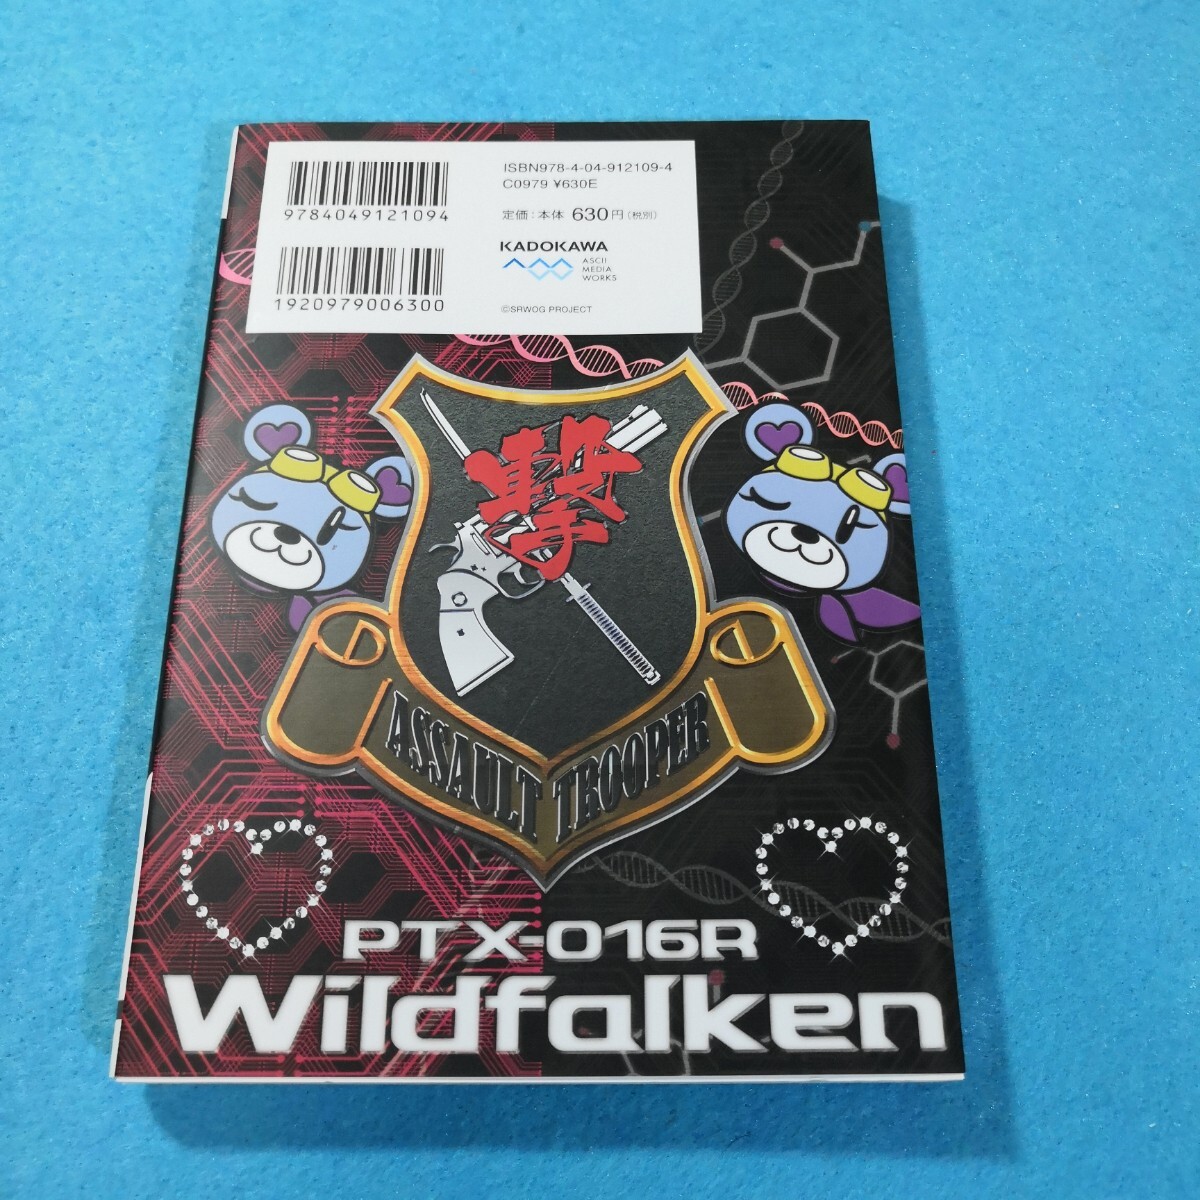 9784049121094
1920979006300
ISBN978-4-04-912109-4
C0979 ¥630E
定価:本体 630円(税別)
KADOKAWA
ASCII
MEDIA
WORKS
©SRWOG PROJECT
撃
ASSAULT TROOPER
PTX-016R
Wildfalken